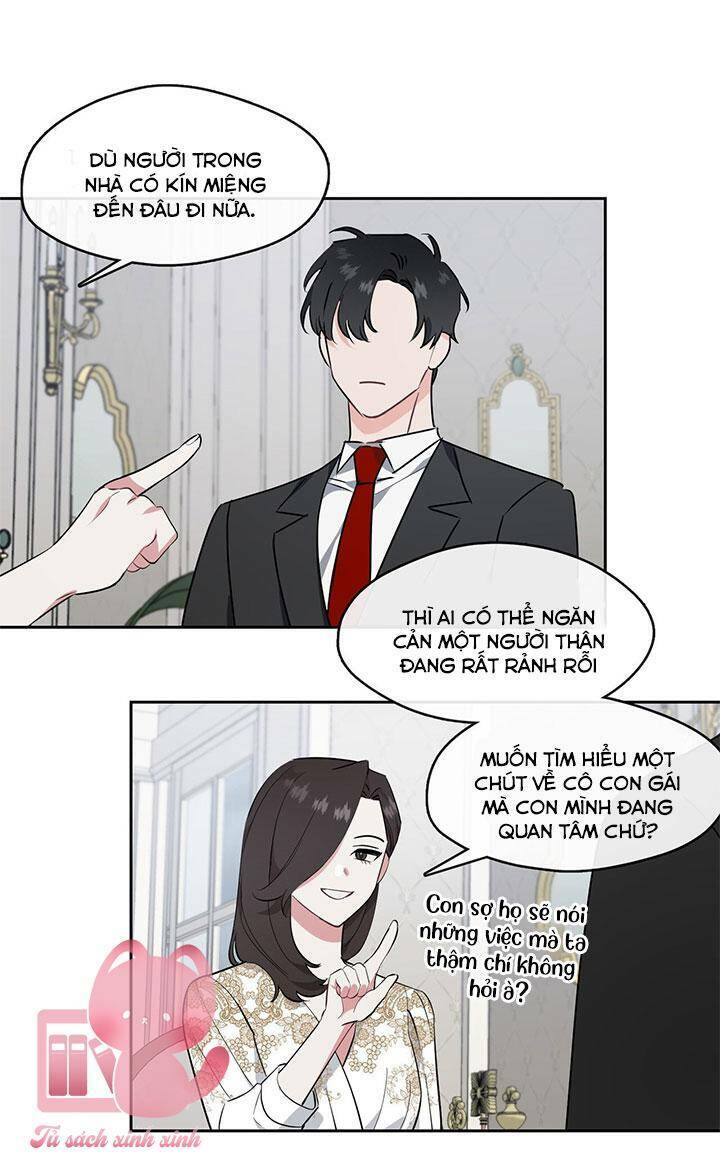 DÙ NGƯỜI TRONG
NHÀ CÓ KÍN MIỆNG
ĐẾN ĐÂU ĐI NỮA.
THÌ AI CÓ THỂ NGĂN
CẢN MỘT NGƯỜI THÂN
ĐANG RẤT RẢNH RỖI
MUỐN TÌM HIỂU MỘT
CHÚT VỀ CÔ CON GÁI
MÀ CON MÌNH ĐANG
QUAN TÂM CHỨ?
Con sợ họ sẽ nói
những việc mà ta
thậm chí không
hỏi à?
Tủ sách xinh xinh